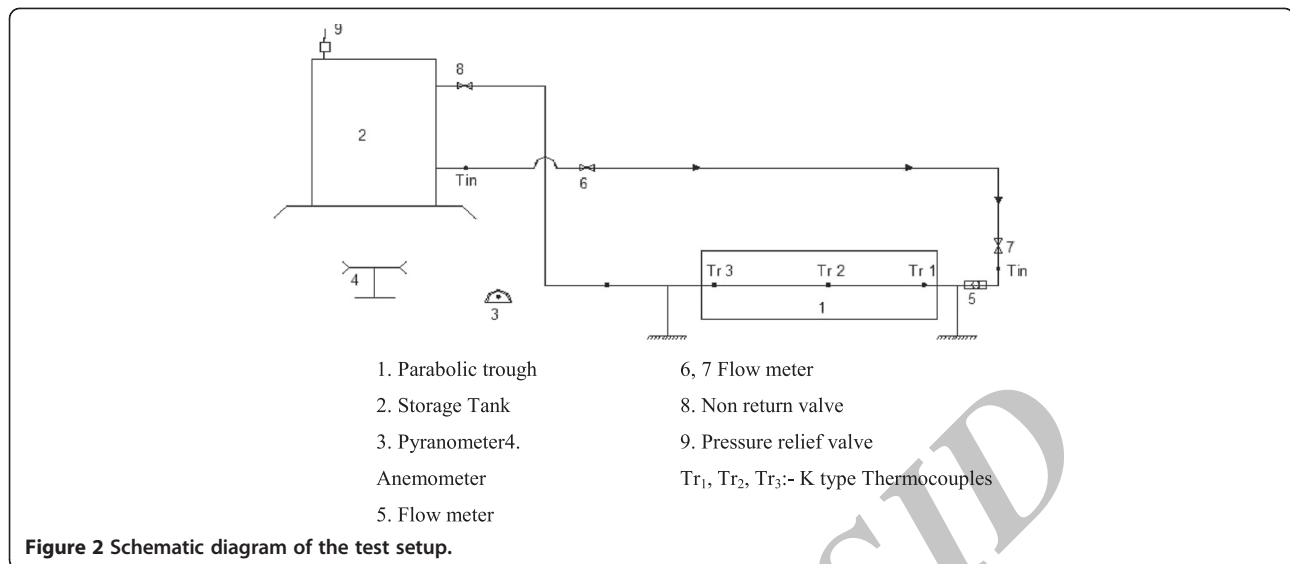 9
8
2
Tin
6
7
Tr 3
Tr 2
Tr 1
Tin
4
3
1
5
1. Parabolic trough
2. Storage Tank
3. Pyranometer4.
Anemometer
5. Flow meter
6, 7 Flow meter
8. Non return valve
9. Pressure relief valve
Tr₁, Tr₂, Tr₃:- K type Thermocouples
Figure 2 Schematic diagram of the test setup.